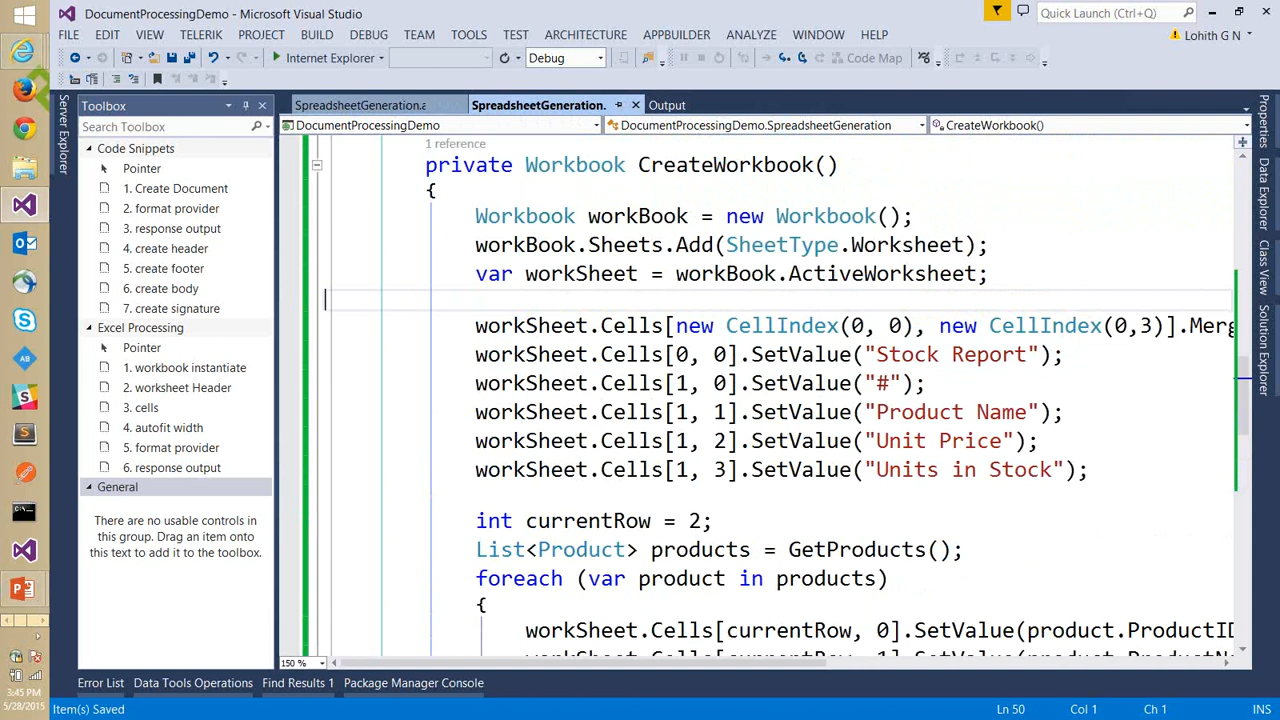 DocumentProcessingDemo - Microsoft Visual Studio
Quick Launch (Ctrl+Q)
FILE EDIT VIEW TELERIK PROJECT BUILD DEBUG TEAM TOOLS TEST ARCHITECTURE APPBUILDER ANALYZE WINDOW HELP
Lohith G N
Internet Explorer
Debug
Code Map
Server Explorer
Toolbox
Search Toolbox
Code Snippets
Pointer
1. Create Document
2. format provider
3. response output
4. create header
5. create footer
6. create body
7. create signature
Excel Processing
Pointer
1. workbook instantiate
2. worksheet Header
3. cells
4. autofit width
5. format provider
6. response output
General
There are no usable controls in
this group. Drag an item onto
this text to add it to the toolbox.
SpreadsheetGeneration.a
SpreadsheetGeneration.
Output
DocumentProcessingDemo
DocumentProcessingDemo.SpreadsheetGeneration
CreateWorkbook()
1 reference
private Workbook CreateWorkbook()
{
Workbook workBook = new Workbook();
workBook.Sheets.Add(SheetType.Worksheet);
var workSheet = workBook.ActiveWorksheet;
workSheet.Cells[new CellIndex(0, 0), new CellIndex(0,3)].Merg
workSheet.Cells[0, 0].SetValue("Stock Report");
workSheet.Cells[1, 0].SetValue("#");
workSheet.Cells[1, 1].SetValue("Product Name");
workSheet.Cells[1, 2].SetValue("Unit Price");
workSheet.Cells[1, 3].SetValue("Units in Stock");
int currentRow = 2;
List<Product> products = GetProducts();
foreach (var product in products)
{
workSheet.Cells[currentRow, 0].SetValue(product.ProductID
150 %
Properties
Data Explorer
Class View
Solution Explorer
Error List
Data Tools Operations
Find Results 1
Package Manager Console
Item(s) Saved
Ln 50
Col 1
Ch 1
INS
3:45 PM
5/28/2015